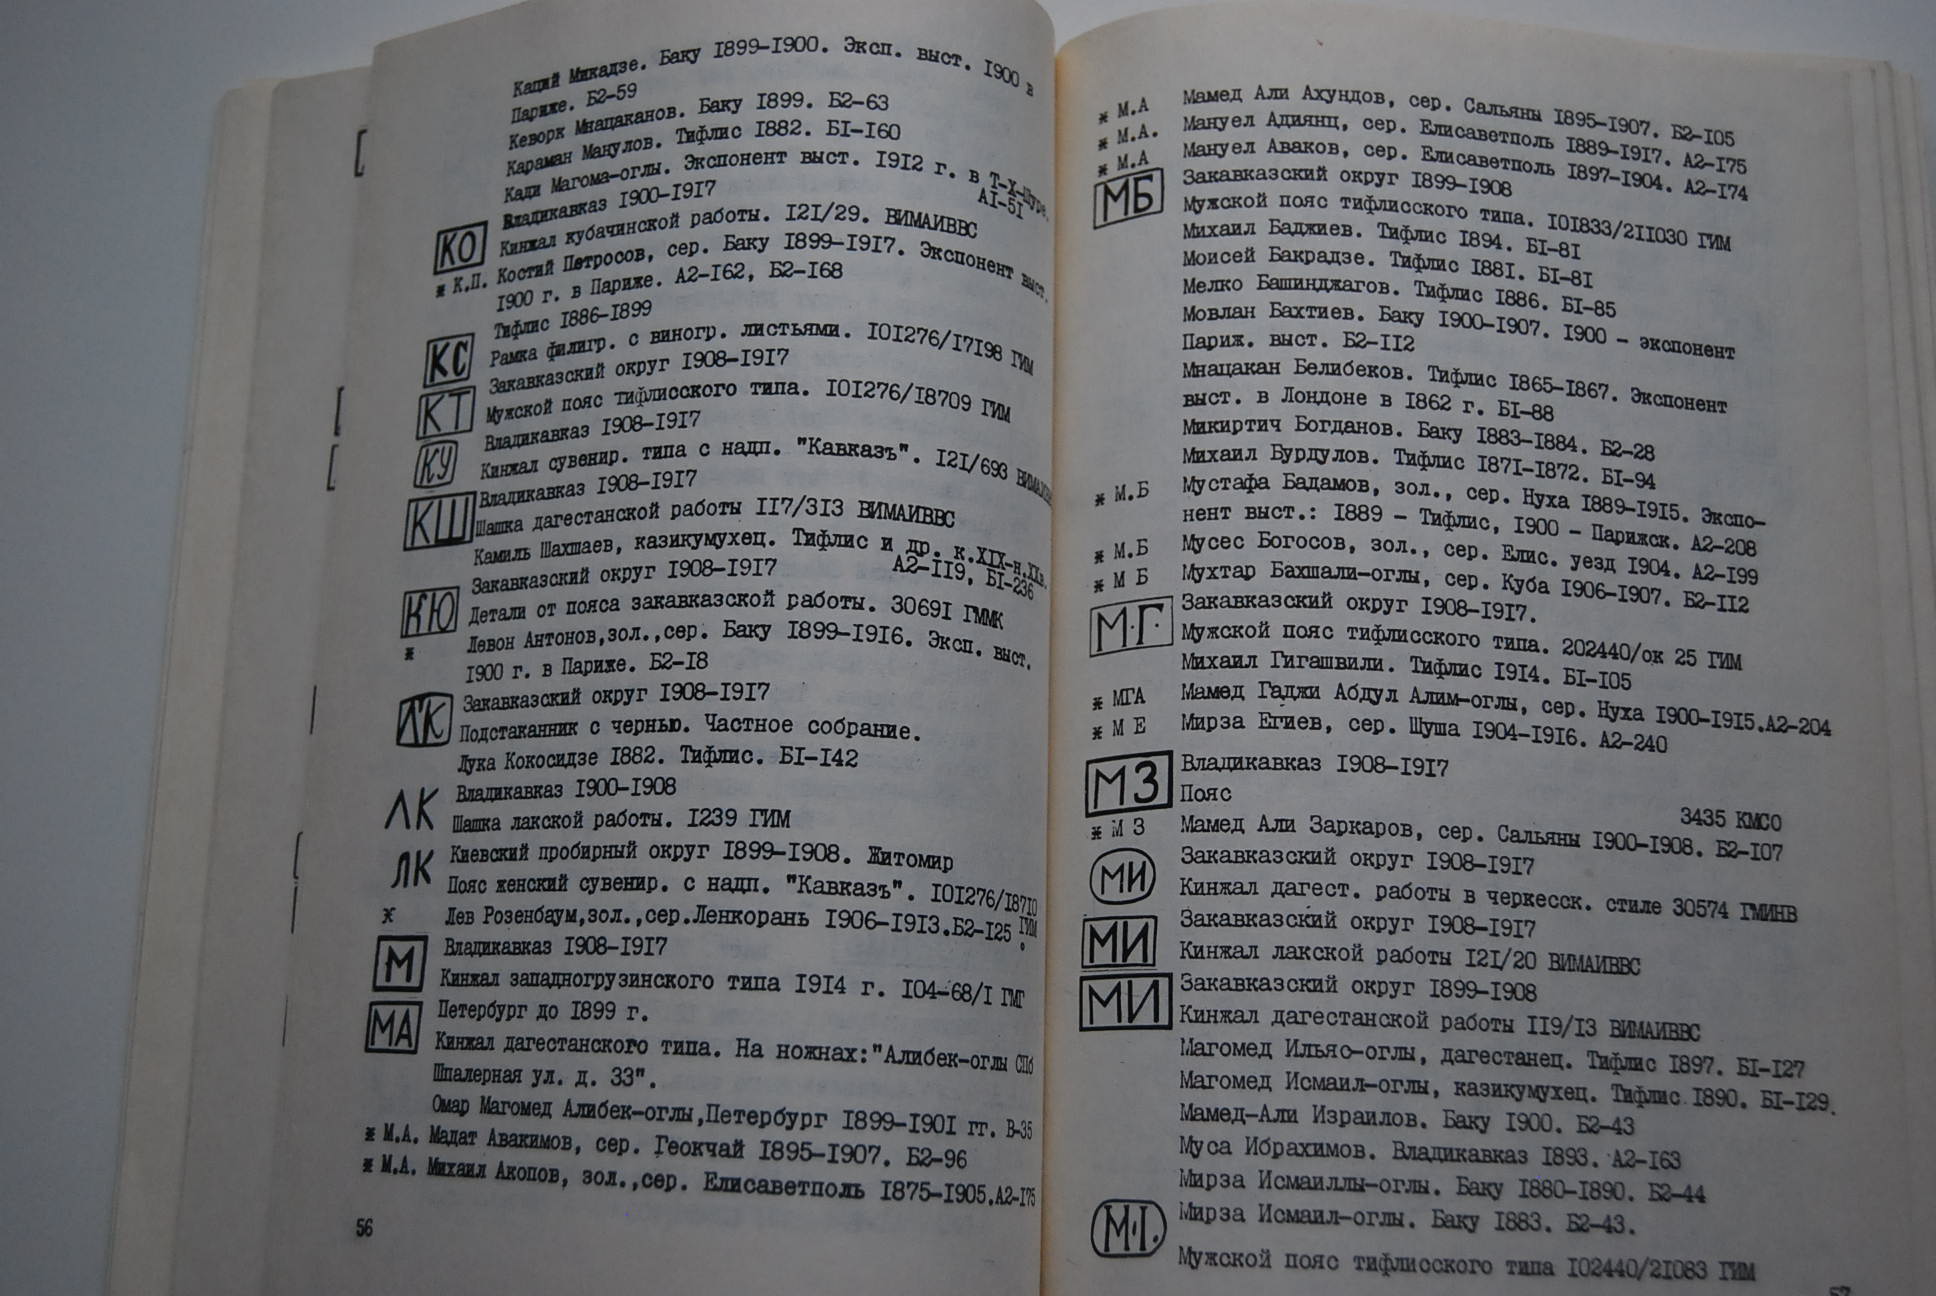 Каций Микадзе. Баку 1899-1900. Эксп. выст. 1900 в
Париже. Б2-59
Кеворк Мнацаканов. Баку 1899. Б2-63
Караман Манулов. Тифлис 1882. БI-160
Кади Магома-оглы. Экспонент выст. 1912 г. в Т-Х-Шуре.
АI-51
Владикавказ 1900-1917
КО Кинжал кубачинской работы. 121/29. ВИМАИВВС
* К.П. Костий Петросов, сер. Баку 1899-1917. Экспонент выст.
1900 г. в Париже. А2-162, Б2-168
Тифлис 1886-1899
КС Рамка филигр. с виногр. листьями. 101276/17198 ГИМ
Закавказский округ 1908-1917
КТ Мужской пояс тифлисского типа. 101276/18709 ГИМ
Владикавказ 1908-1917
КУ Кинжал сувенир. типа с надп. "Кавказъ". 121/693
КШ Владикавказ 1908-1917
Шашка дагестанской работы 117/313 ВИМАИВВС
Камиль Шахшаев, казикумухец. Тифлис и др. к.XIX-н.XXв.
А2-119, БI-236
КЮ Закавказский округ 1908-1917
Детали от пояса закавказской работы. 30691 ГММК
* Левон Антонов,зол.,сер. Баку 1899-1916. Эксп. выст.
1900 г. в Париже. Б2-18
ЛК Закавказский округ 1908-1917
Подстаканник с чернью. Частное собрание.
Лука Кокосидзе 1882. Тифлис. БI-142
ЛК Владикавказ 1900-1908
Шашка лакской работы. 1239 ГИМ
ЛК Киевский пробирный округ 1899-1908. Житомир
Пояс женский сувенир. с надп. "Кавказъ". 101276/18710
ГИМ
* Лев Розенбаум,зол.,сер.Ленкорань 1906-1913.Б2-125
М Владикавказ 1908-1917
Кинжал западногрузинского типа 1914 г. 104-68/1 ГМГ
МА Петербург до 1899 г.
Кинжал дагестанского типа. На ножнах:"Алибек-оглы СПб
Шпалерная ул. д. 33".
Омар Магомед Алибек-оглы,Петербург 1899-1901 гг. В-35
* М.А. Мадат Авакимов, сер. Геокчай 1895-1907. Б2-96
* М.А. Михаил Акопов, зол.,сер. Елисаветполь 1875-1905.А2-175
56
* М.А Мамед Али Ахундов, сер. Сальяны 1895-1907. Б2-105
* М.А. Мануел Адиянц, сер. Елисаветполь 1889-1917. А2-175
* М.А Мануел Аваков, сер. Елисаветполь 1897-1904. А2-174
МБ Закавказский округ 1899-1908
Мужской пояс тифлисского типа. 101833/211030 ГИМ
Михаил Баджиев. Тифлис 1894. БI-81
Моисей Бакрадзе. Тифлис 1881. БI-81
Мелко Башинджагов. Тифлис 1886. БI-85
Мовлан Бахтиев. Баку 1900-1907. 1900 - экспонент
Париж. выст. Б2-112
Мнацакан Белибеков. Тифлис 1865-1867. Экспонент
выст. в Лондоне в 1862 г. БI-88
Микиртич Богданов. Баку 1883-1884. Б2-28
Михаил Бурдулов. Тифлис 1871-1872. БI-94
* М.Б Мустафа Бадамов, зол., сер. Нуха 1889-1915. Экспо-
нент выст.: 1889 - Тифлис, 1900 - Парижск. А2-208
* М.Б Мусес Богосов, зол., сер. Елис. уезд 1904. А2-199
* М Б Мухтар Бахшали-оглы, сер. Куба 1906-1907. Б2-112
М.Г. Закавказский округ 1908-1917.
Мужской пояс тифлисского типа. 202440/ок 25 ГИМ
Михаил Гигашвили. Тифлис 1914. БI-105
* МГА Мамед Гаджи Абдул Алим-оглы, сер. Нуха 1900-1915.А2-204
* М Е Мирза Егиев, сер. Шуша 1904-1916. А2-240
МЗ Владикавказ 1908-1917
Пояс 3435 КМСО
* М З Мамед Али Заркаров, сер. Сальяны 1900-1908. Б2-107
МИ Закавказский округ 1908-1917
Кинжал дагест. работы в черкесск. стиле 30574 ГМИНВ
МИ Закавказский округ 1908-1917
Кинжал лакской работы 121/20 ВИМАИВВС
МИ Закавказский округ 1899-1908
Кинжал дагестанской работы 119/13 ВИМАИВВС
Магомед Ильяс-оглы, дагестанец. Тифлис 1897. БI-127
Магомед Исмаил-оглы, казикумухец. Тифлис 1890. БI-129.
Мамед-Али Израилов. Баку 1900. Б2-43
Муса Ибрахимов. Владикавказ 1893. А2-163
Мирза Исмаиллы-оглы. Баку 1880-1890. Б2-44
М.I. Мирза Исмаил-оглы. Баку 1883. Б2-43.
Мужской пояс тифлисского типа 102440/21083 ГИМ